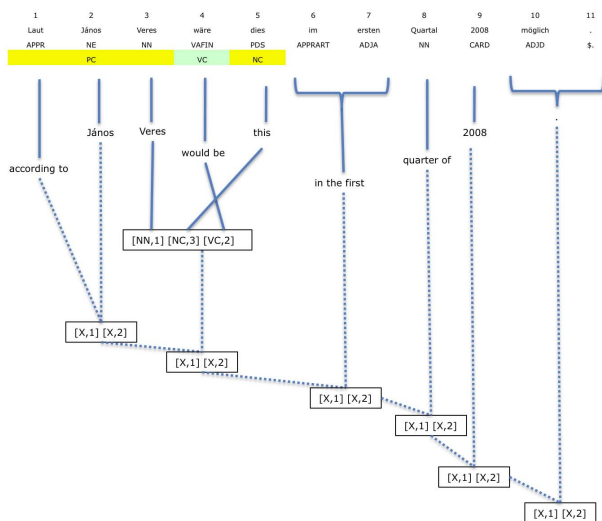 1 2 3 4 5 6 7 8 9 10 11
Laut János Veres wäre dies im ersten Quartal 2008 möglich .
APPR NE NN VAFIN PDS APPRART ADJA NN CARD ADJD $.
PC VC NC
János Veres this 2008 .
would be
quarter of
according to
in the first
[NN,1] [NC,3] [VC,2]
[X,1] [X,2]
[X,1] [X,2]
[X,1] [X,2]
[X,1] [X,2]
[X,1] [X,2]
[X,1] [X,2]